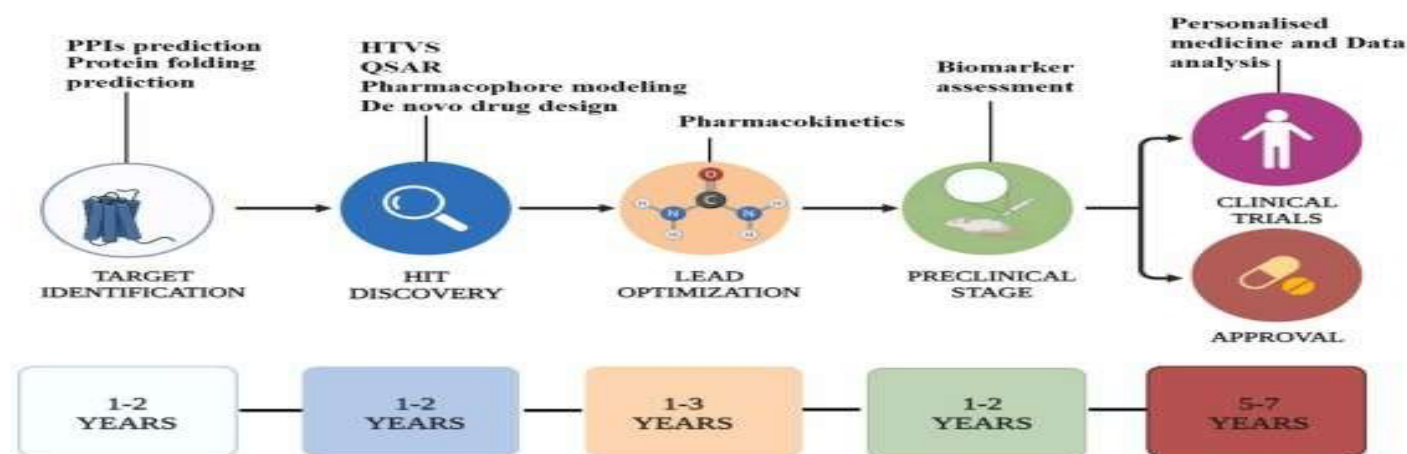 PPIs prediction
Protein folding
prediction
HTVS
QSAR
Pharmacophore modeling
De novo drug design
Pharmacokinetics
Biomarker
assessment
Personalised
medicine and Data
analysis
O
C
H
N
N
H
H
H
TARGET
IDENTIFICATION
HIT
DISCOVERY
LEAD
OPTIMIZATION
PRECLINICAL
STAGE
CLINICAL
TRIALS
APPROVAL
1-2
YEARS
1-2
YEARS
1-3
YEARS
1-2
YEARS
5-7
YEARS